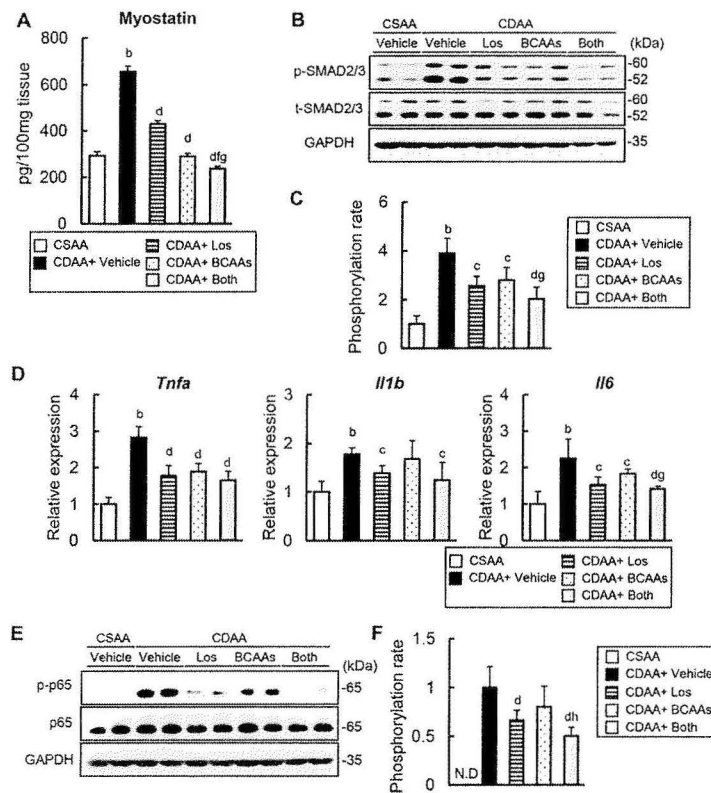 A
Myostatin
pg/100mg tissue
800
600
400
200
0
b
d
d
dfg
CSAA
CDAA+ Vehicle
CDAA+ Los
CDAA+ BCAAs
CDAA+ Both
B
CSAA CDAA
Vehicle Vehicle Los BCAAs Both (kDa)
p-SMAD2/3
-60
-52
t-SMAD2/3
-60
-52
GAPDH
-35
C
Phosphorylation rate
6
4
2
0
b
c
c
dg
CSAA
CDAA+ Vehicle
CDAA+ Los
CDAA+ BCAAs
CDAA+ Both
D
Tnfa
Relative expression
4
3
2
1
0
b
d
d
d
Il1b
Relative expression
3
2
1
0
b
c
c
Il6
Relative expression
4
3
2
1
0
b
c
c
dg
CSAA
CDAA+ Vehicle
CDAA+ Los
CDAA+ BCAAs
CDAA+ Both
E
CSAA CDAA
Vehicle Vehicle Los BCAAs Both (kDa)
p-p65
-65
p65
-65
GAPDH
-35
F
Phosphorylation rate
1.5
1
0.5
0
N.D
d
dh
CSAA
CDAA+ Vehicle
CDAA+ Los
CDAA+ BCAAs
CDAA+ Both